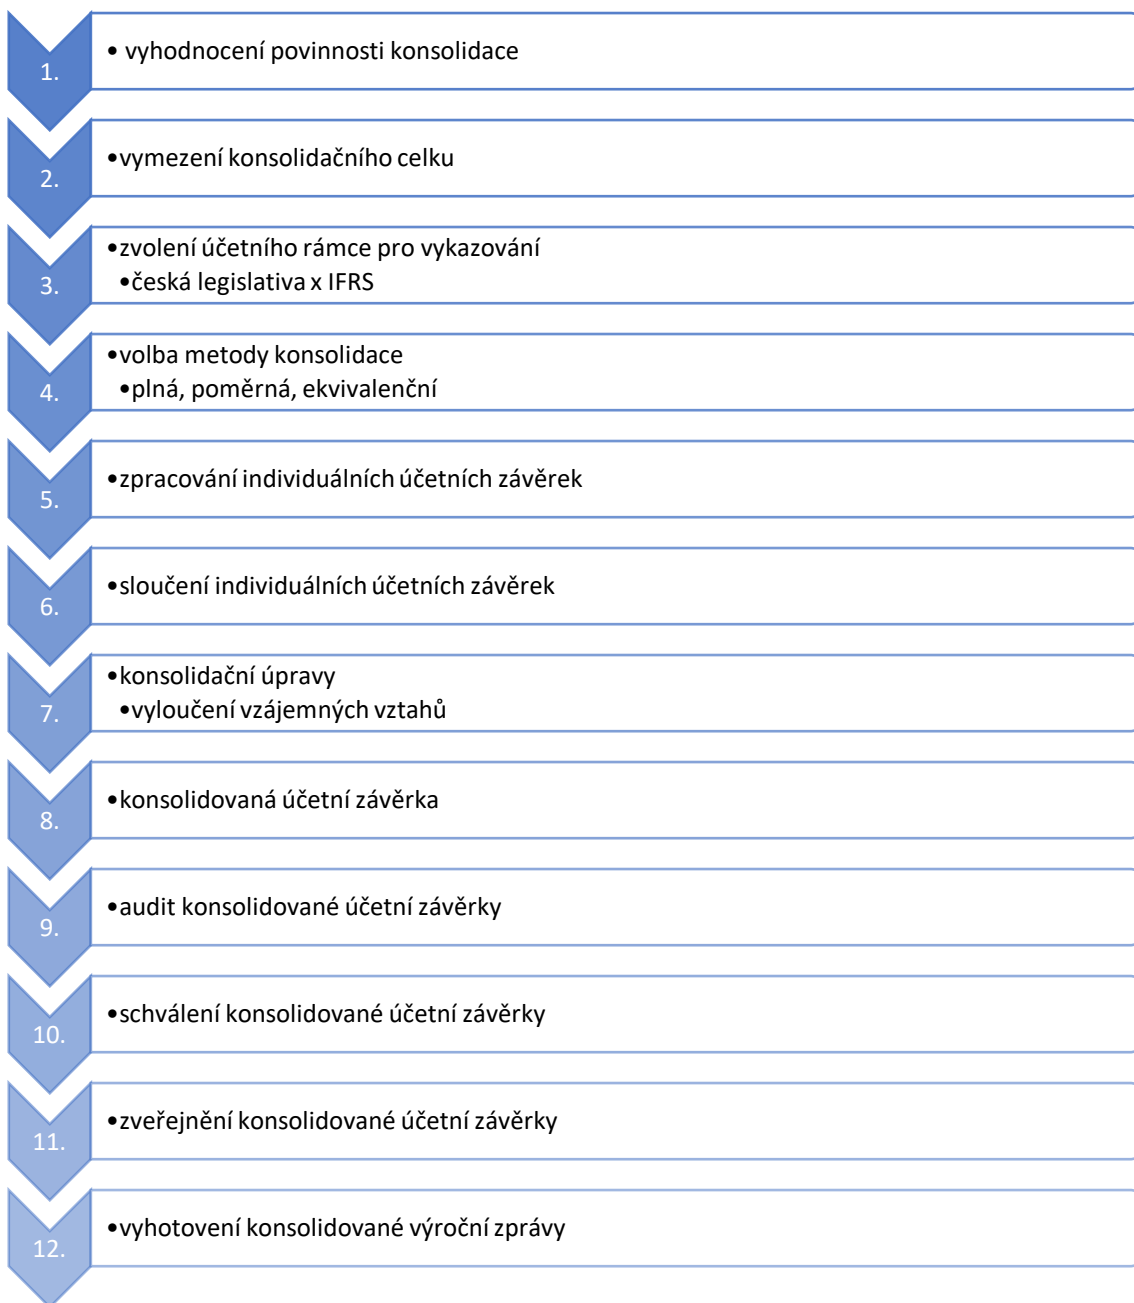 1.
• vyhodnocení povinnosti konsolidace
2.
•vymezení konsolidačního celku
3.
•zvolení účetního rámce pro vykazování
•česká legislativa x IFRS
4.
•volba metody konsolidace
•plná, poměrná, ekvivalenční
5.
•zpracování individuálních účetních závěrek
6.
•sloučení individuálních účetních závěrek
7.
•konsolidační úpravy
•vyloučení vzájemných vztahů
8.
•konsolidovaná účetní závěrka
9.
•audit konsolidované účetní závěrky
10.
•schválení konsolidované účetní závěrky
11.
•zveřejnění konsolidované účetní závěrky
12.
•vyhotovení konsolidované výroční zprávy